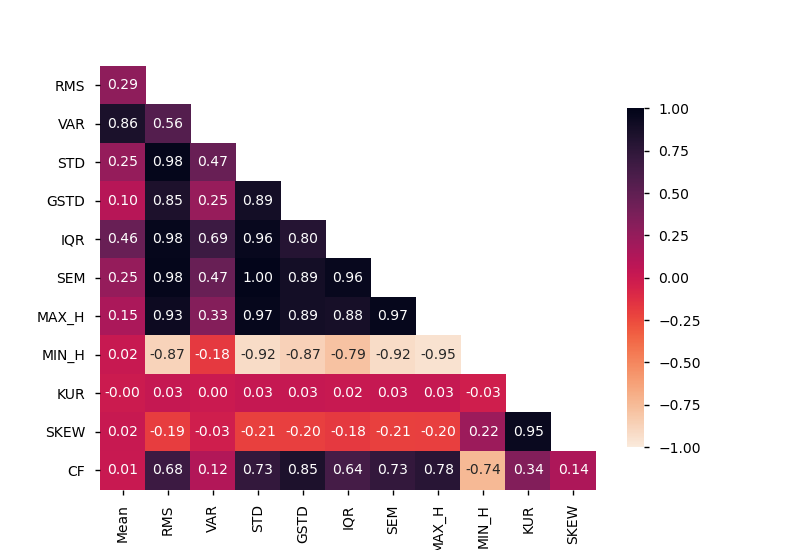 RMS 0.29
VAR 0.86 0.56
STD 0.25 0.98 0.47
GSTD 0.10 0.85 0.25 0.89
IQR 0.46 0.98 0.69 0.96 0.80
SEM 0.25 0.98 0.47 1.00 0.89 0.96
MAX_H 0.15 0.93 0.33 0.97 0.89 0.88 0.97
MIN_H 0.02 -0.87 -0.18 -0.92 -0.87 -0.79 -0.92 -0.95
KUR -0.00 0.03 0.00 0.03 0.03 0.02 0.03 0.03 -0.03
SKEW 0.02 -0.19 -0.03 -0.21 -0.20 -0.18 -0.21 -0.20 0.22 0.95
CF 0.01 0.68 0.12 0.73 0.85 0.64 0.73 0.78 -0.74 0.34 0.14
Mean RMS VAR STD GSTD IQR SEM MAX_H MIN_H KUR SKEW
1.00
0.75
0.50
0.25
0.00
−0.25
−0.50
−0.75
−1.00